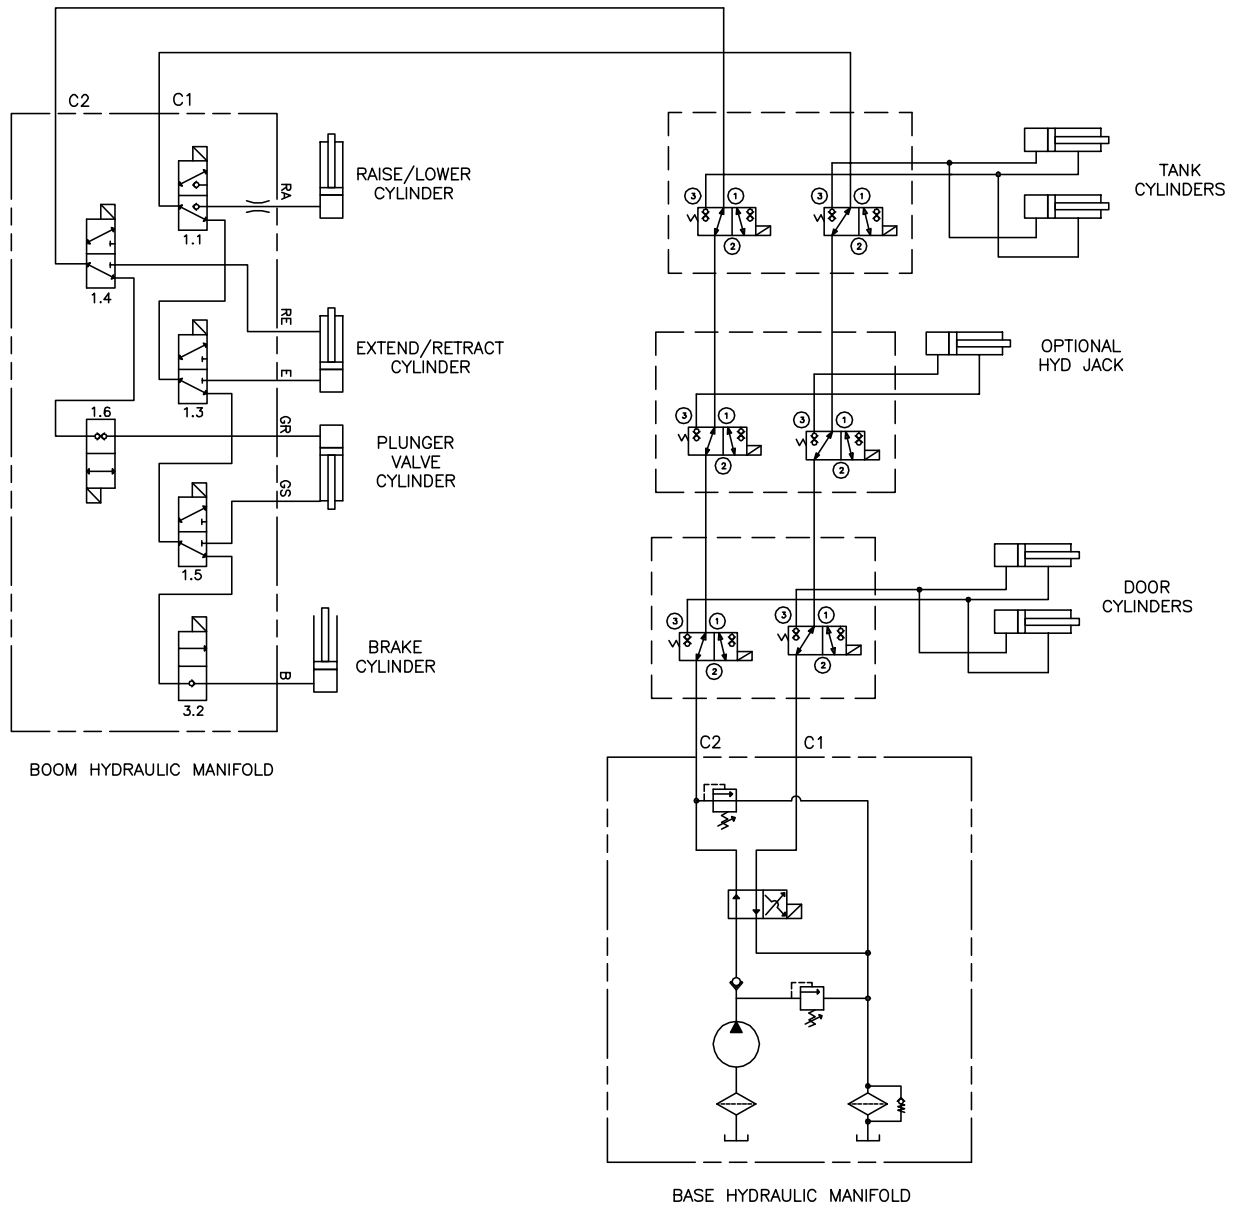 C2
C1
RA
RAISE/LOWER
CYLINDER
1.1
1.4
RE
EXTEND/RETRACT
CYLINDER
E
1.3
1.6
GR
PLUNGER
VALVE
CYLINDER
GS
1.5
B
BRAKE
CYLINDER
3.2
BOOM HYDRAULIC MANIFOLD
TANK
CYLINDERS
3
1
3
1
2
2
OPTIONAL
HYD JACK
3
1
3
1
2
2
DOOR
CYLINDERS
3
1
3
1
2
2
C2
C1
BASE HYDRAULIC MANIFOLD